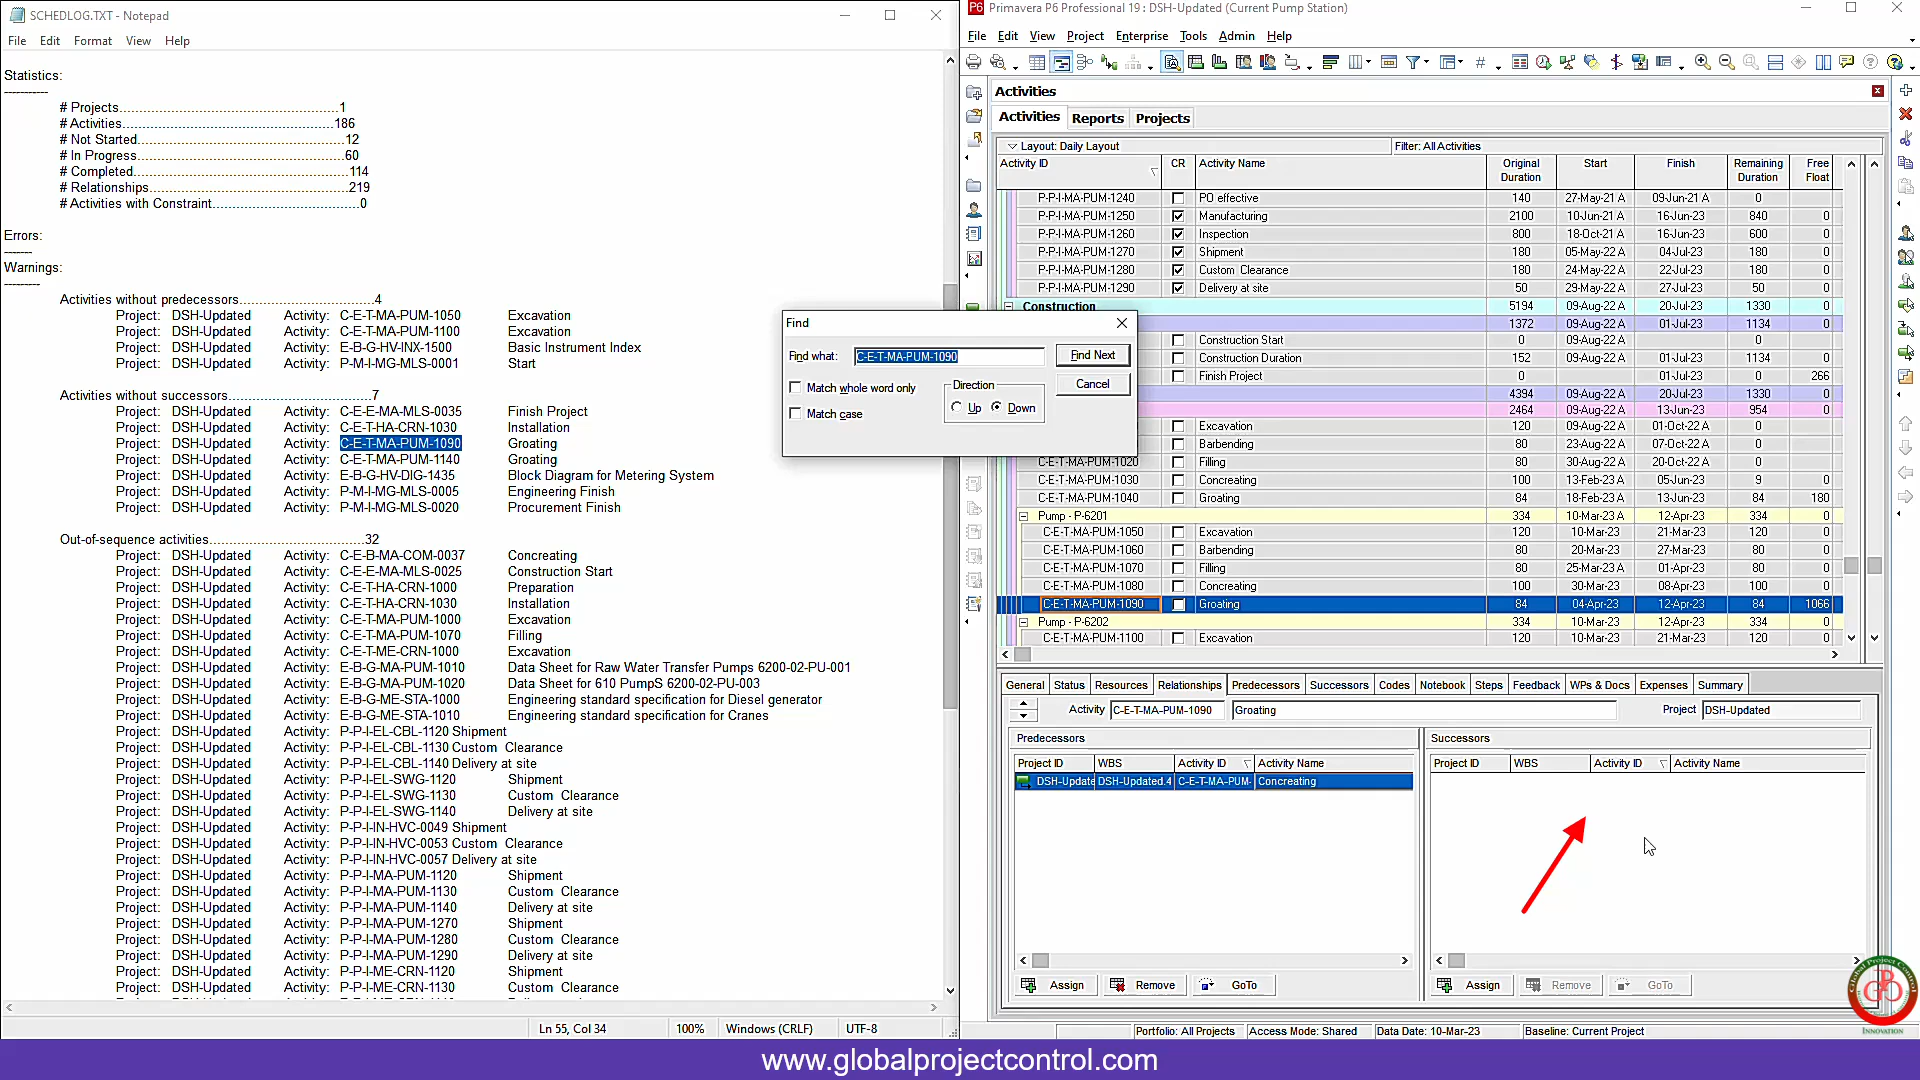 SCHEDLOG.TXT - Notepad
File Edit Format View Help
Statistics:
-----------
# Projects.......................................................1
# Activities.....................................................186
# Not Started....................................................12
# In Progress....................................................60
# Completed......................................................114
# Relationships..................................................219
# Activities with Constraint.....................................0
Errors:
-------
Warnings:
---------
Activities without predecessors..................................4
Project: DSH-Updated Activity: C-E-T-MA-PUM-1050 Excavation
Project: DSH-Updated Activity: C-E-T-MA-PUM-1100 Excavation
Project: DSH-Updated Activity: E-B-G-HV-INX-1500 Basic Instrument Index
Project: DSH-Updated Activity: P-M-I-MG-MLS-0001 Start
Activities without successors....................................7
Project: DSH-Updated Activity: C-E-E-MA-MLS-0035 Finish Project
Project: DSH-Updated Activity: C-E-T-HA-CRN-1030 Installation
Project: DSH-Updated Activity: C-E-T-MA-PUM-1090 Groating
Project: DSH-Updated Activity: C-E-T-MA-PUM-1140 Groating
Project: DSH-Updated Activity: E-B-G-HV-DIG-1435 Block Diagram for Metering System
Project: DSH-Updated Activity: P-M-I-MG-MLS-0005 Engineering Finish
Project: DSH-Updated Activity: P-M-I-MG-MLS-0020 Procurement Finish
Out-of-sequence activities.......................................32
Project: DSH-Updated Activity: C-E-B-MA-COM-0037 Concreating
Project: DSH-Updated Activity: C-E-E-MA-MLS-0025 Construction Start
Project: DSH-Updated Activity: C-E-T-HA-CRN-1000 Preparation
Project: DSH-Updated Activity: C-E-T-HA-CRN-1030 Installation
Project: DSH-Updated Activity: C-E-T-MA-PUM-1000 Excavation
Project: DSH-Updated Activity: C-E-T-MA-PUM-1070 Filling
Project: DSH-Updated Activity: C-E-T-ME-CRN-1000 Excavation
Project: DSH-Updated Activity: E-B-G-MA-PUM-1010 Data Sheet for Raw Water Transfer Pumps 6200-02-PU-001
Project: DSH-Updated Activity: E-B-G-MA-PUM-1020 Data Sheet for 610 PumpS 6200-02-PU-003
Project: DSH-Updated Activity: E-B-G-ME-STA-1000 Engineering standard specification for Diesel generator
Project: DSH-Updated Activity: E-B-G-ME-STA-1010 Engineering standard specification for Cranes
Project: DSH-Updated Activity: P-P-I-EL-CBL-1120 Shipment
Project: DSH-Updated Activity: P-P-I-EL-CBL-1130 Custom Clearance
Project: DSH-Updated Activity: P-P-I-EL-CBL-1140 Delivery at site
Project: DSH-Updated Activity: P-P-I-EL-SWG-1120 Shipment
Project: DSH-Updated Activity: P-P-I-EL-SWG-1130 Custom Clearance
Project: DSH-Updated Activity: P-P-I-EL-SWG-1140 Delivery at site
Project: DSH-Updated Activity: P-P-I-IN-HVC-0049 Shipment
Project: DSH-Updated Activity: P-P-I-IN-HVC-0053 Custom Clearance
Project: DSH-Updated Activity: P-P-I-IN-HVC-0057 Delivery at site
Project: DSH-Updated Activity: P-P-I-MA-PUM-1120 Shipment
Project: DSH-Updated Activity: P-P-I-MA-PUM-1130 Custom Clearance
Project: DSH-Updated Activity: P-P-I-MA-PUM-1140 Delivery at site
Project: DSH-Updated Activity: P-P-I-MA-PUM-1270 Shipment
Project: DSH-Updated Activity: P-P-I-MA-PUM-1280 Custom Clearance
Project: DSH-Updated Activity: P-P-I-MA-PUM-1290 Delivery at site
Project: DSH-Updated Activity: P-P-I-ME-CRN-1120 Shipment
Project: DSH-Updated Activity: P-P-I-ME-CRN-1130 Custom Clearance
Ln 55, Col 34 100% Windows (CRLF) UTF-8
P6 Primavera P6 Professional 19 : DSH-Updated (Current Pump Station)
File Edit View Project Enterprise Tools Admin Help
Activities
Activities Reports Projects
Layout: Daily Layout Filter: All Activities
Activity ID CR Activity Name Original Duration Start Finish Remaining Duration Free Float
P-P-I-MA-PUM-1240 PO effective 140 27-May-21 A 09-Jun-21 A 0
P-P-I-MA-PUM-1250 Manufacturing 2100 10-Jun-21 A 16-Jun-23 840 0
P-P-I-MA-PUM-1260 Inspection 800 18-Oct-21 A 16-Jun-23 600 0
P-P-I-MA-PUM-1270 Shipment 180 05-May-22 A 04-Jul-23 180 0
P-P-I-MA-PUM-1280 Custom Clearance 180 24-May-22 A 22-Jul-23 180 0
P-P-I-MA-PUM-1290 Delivery at site 50 29-May-22 A 27-Jul-23 50 0
Construction 5194 09-Aug-22 A 20-Jul-23 1330 0
1372 09-Aug-22 A 01-Jul-23 1134 0
Construction Start 0 09-Aug-22 A 0 0
Construction Duration 152 09-Aug-22 A 01-Jul-23 1134 0
Finish Project 0 01-Jul-23 0 266
4394 09-Aug-22 A 20-Jul-23 1330 0
2464 09-Aug-22 A 13-Jun-23 954 0
Excavation 120 09-Aug-22 A 01-Oct-22 A 0
Barbending 80 23-Aug-22 A 07-Oct-22 A 0
C-E-T-MA-PUM-1020 Filling 80 30-Aug-22 A 20-Oct-22 A 0
C-E-T-MA-PUM-1030 Concreating 100 13-Feb-23 A 05-Jun-23 9 0
C-E-T-MA-PUM-1040 Groating 84 18-Feb-23 A 13-Jun-23 84 180
Pump - P-6201 334 10-Mar-23 A 12-Apr-23 334 0
C-E-T-MA-PUM-1050 Excavation 120 10-Mar-23 21-Mar-23 120 0
C-E-T-MA-PUM-1060 Barbending 80 20-Mar-23 27-Mar-23 80 0
C-E-T-MA-PUM-1070 Filling 80 25-Mar-23 A 01-Apr-23 80 0
C-E-T-MA-PUM-1080 Concreating 100 30-Mar-23 08-Apr-23 100 0
C-E-T-MA-PUM-1090 Groating 84 04-Apr-23 12-Apr-23 84 1066
Pump - P-6202 334 10-Mar-23 12-Apr-23 334 0
C-E-T-MA-PUM-1100 Excavation 120 10-Mar-23 21-Mar-23 120 0
Find
Find what: C-E-T-MA-PUM-1090 Find Next
Match whole word only Direction Cancel
Match case Up Down
General Status Resources Relationships Predecessors Successors Codes Notebook Steps Feedback WPs & Docs Expenses Summary
Activity C-E-T-MA-PUM-1090 Groating Project DSH-Updated
Predecessors Successors
Project ID WBS Activity ID Activity Name Project ID WBS Activity ID Activity Name
DSH-Update DSH-Updated.4 C-E-T-MA-PUM- Concreating
Assign Remove GoTo Assign Remove GoTo
Portfolio: All Projects Access Mode: Shared Data Date: 10-Mar-23 Baseline: Current Project
Global Project Control
INNOVATION
www.globalprojectcontrol.com